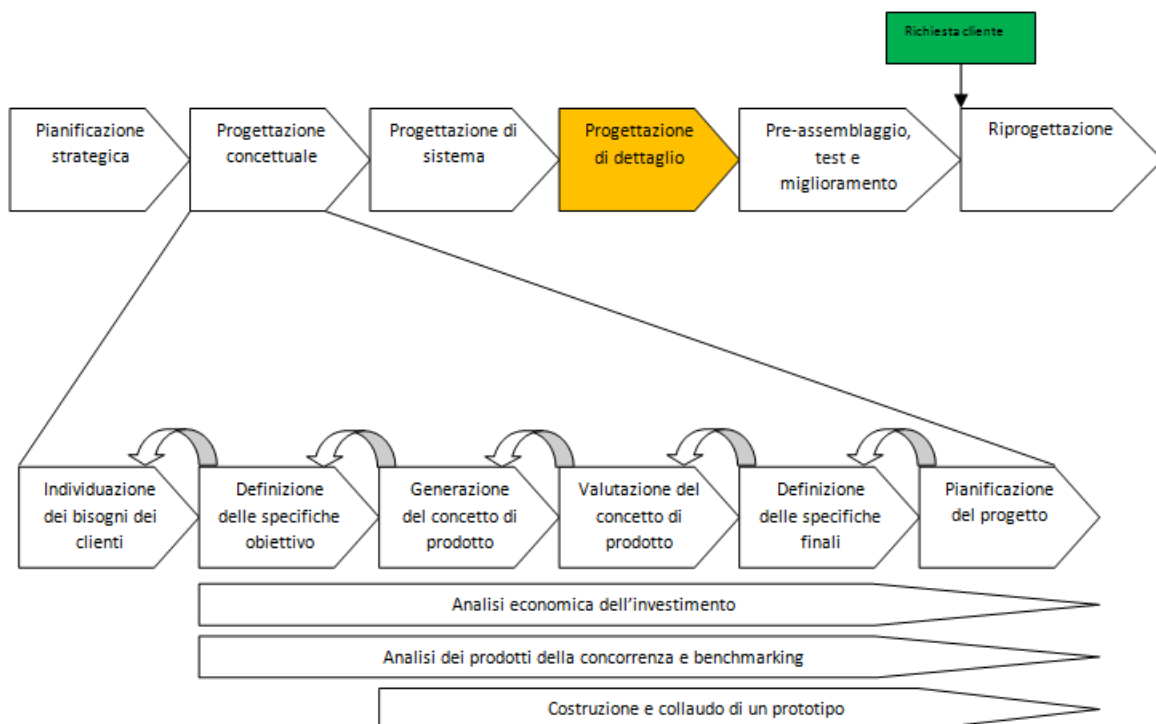 Richiesta cliente
Pianificazione
strategica
Progettazione
concettuale
Progettazione di
sistema
Progettazione
di dettaglio
Pre-assemblaggio,
test e
miglioramento
Riprogettazione
Individuazione
dei bisogni dei
clienti
Definizione
delle specifiche
obiettivo
Generazione
del concetto di
prodotto
Valutazione del
concetto di
prodotto
Definizione
delle specifiche
finali
Pianificazione
del progetto
Analisi economica dell'investimento
Analisi dei prodotti della concorrenza e benchmarking
Costruzione e collaudo di un prototipo